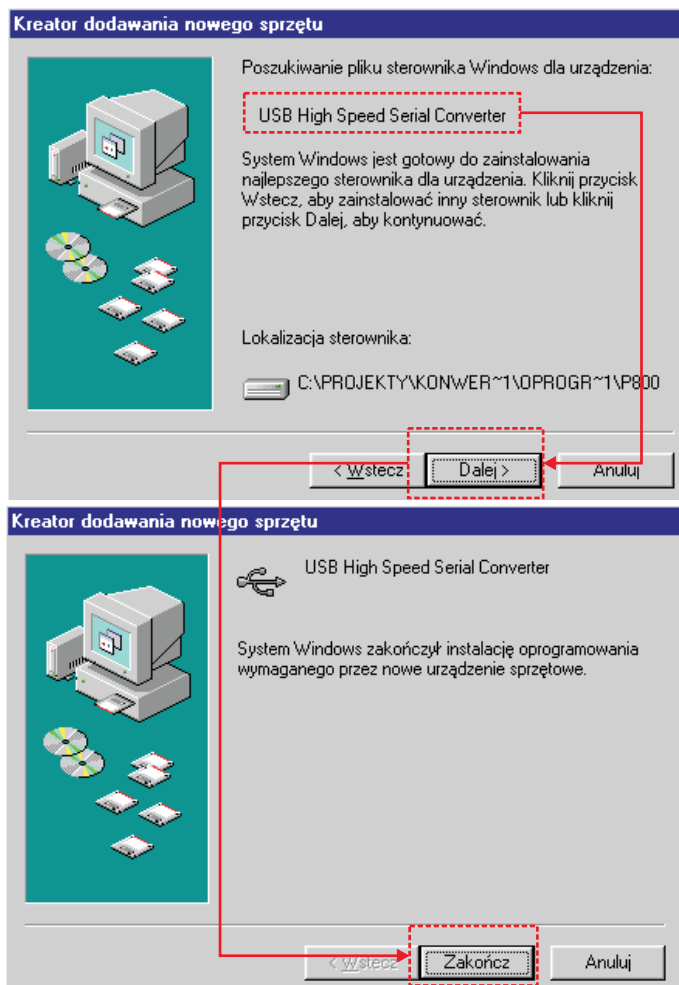 Kreator dodawania nowego sprzętu
Poszukiwanie pliku sterownika Windows dla urządzenia:
USB High Speed Serial Converter
System Windows jest gotowy do zainstalowania
najlepszego sterownika dla urządzenia. Kliknij przycisk
Wstecz, aby zainstalować inny sterownik lub kliknij
przycisk Dalej, aby kontynuować.
Lokalizacja sterownika:
C:\PROJEKTY\KONWER~1\OPROGR~1\P800
< Wstecz Dalej > Anuluj
Kreator dodawania nowego sprzętu
USB High Speed Serial Converter
System Windows zakończył instalację oprogramowania
wymaganego przez nowe urządzenie sprzętowe.
< Wstecz Zakończ Anuluj